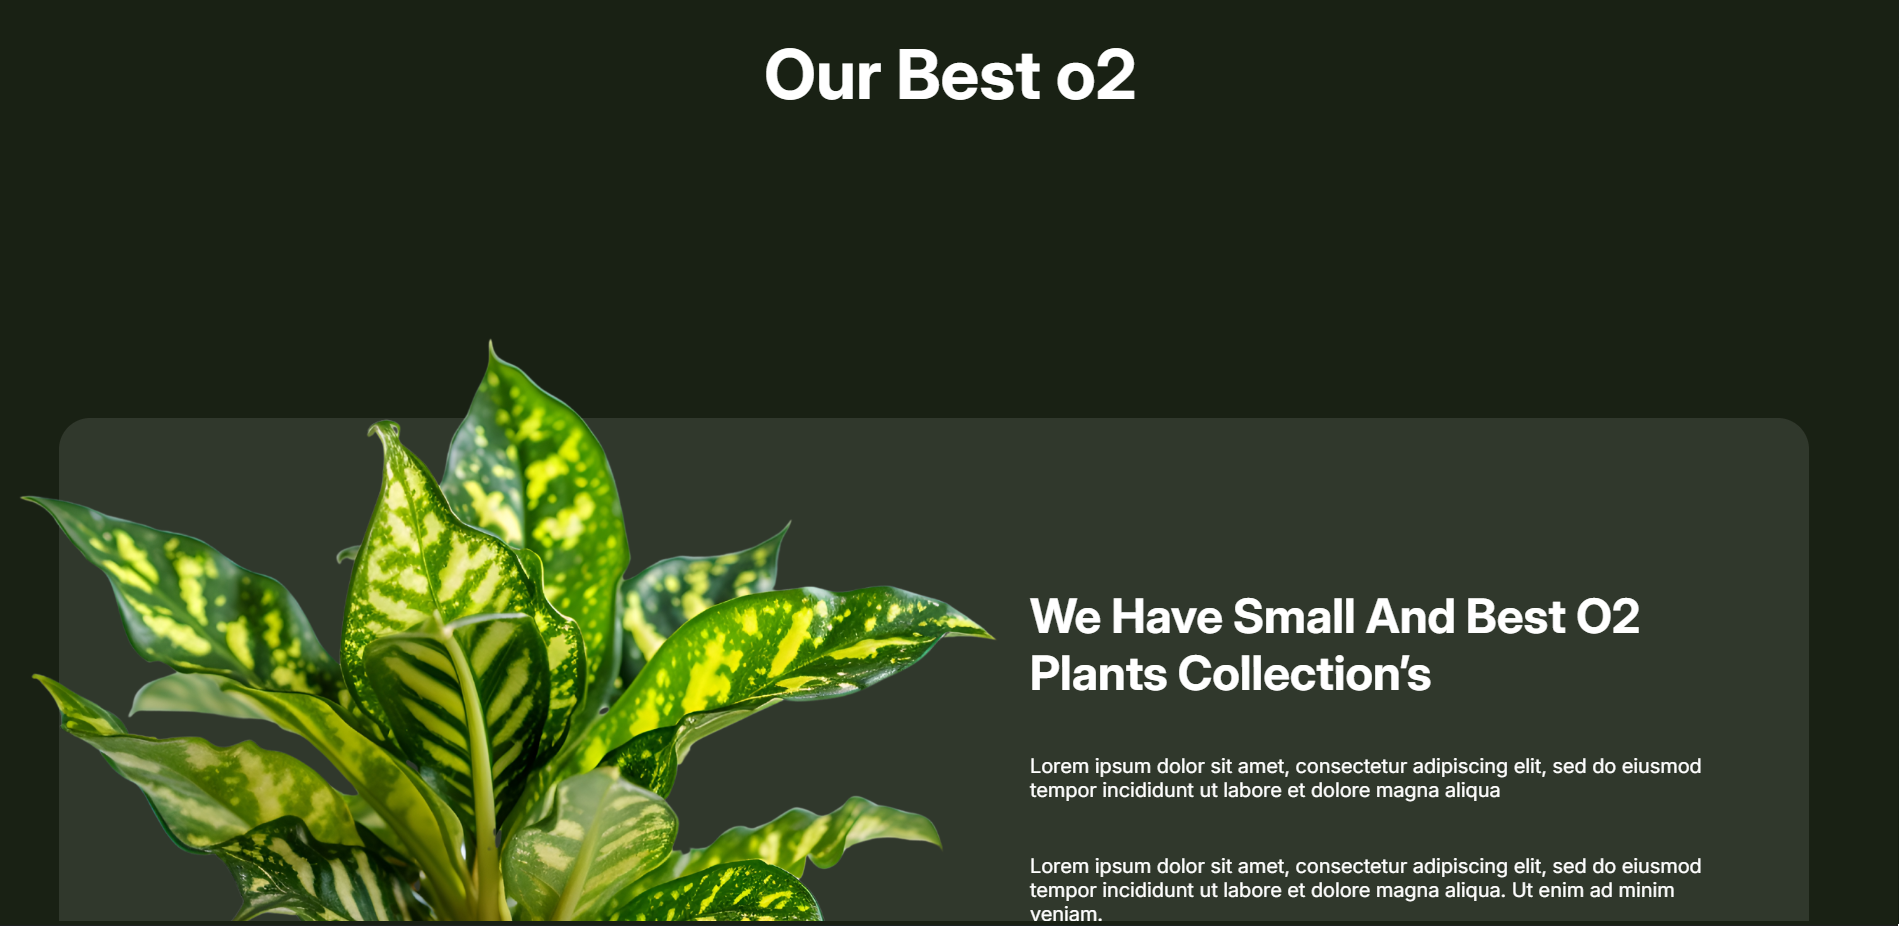 Our Best o2
We Have Small And Best O2
Plants Collection’s
Lorem ipsum dolor sit amet, consectetur adipiscing elit, sed do eiusmod
tempor incididunt ut labore et dolore magna aliqua
Lorem ipsum dolor sit amet, consectetur adipiscing elit, sed do eiusmod
tempor incididunt ut labore et dolore magna aliqua. Ut enim ad minim
veniam.